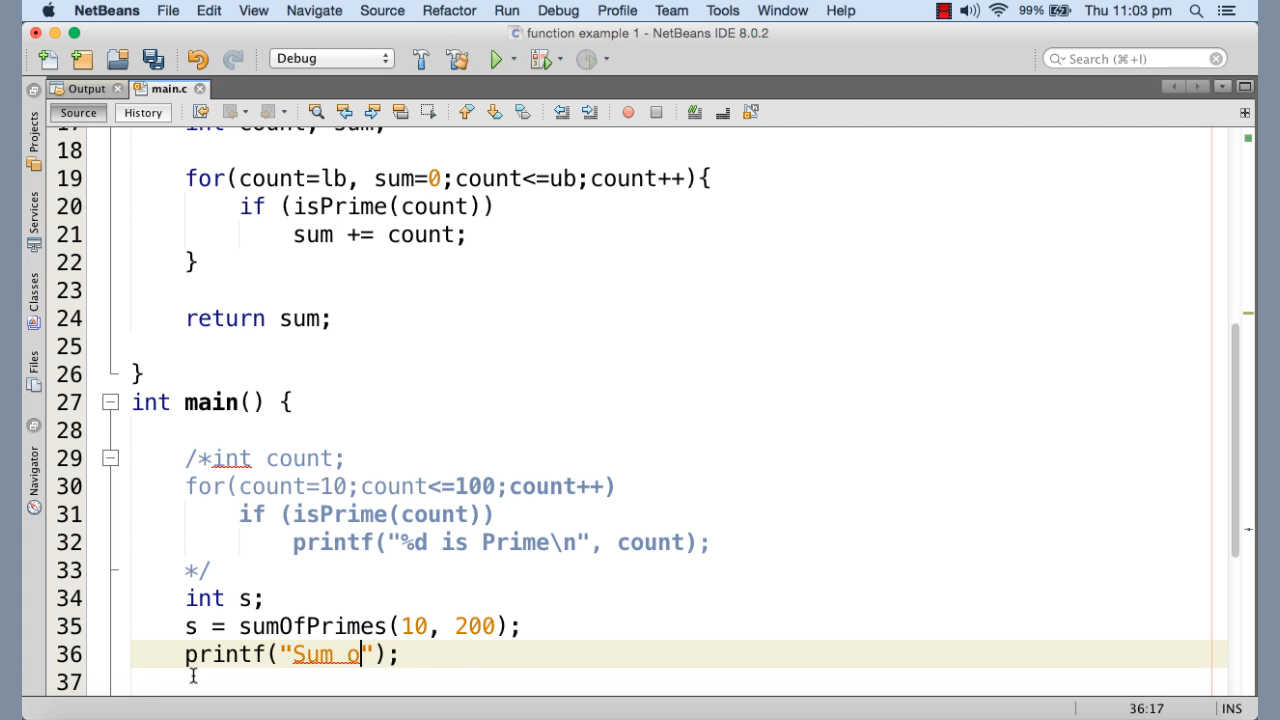 NetBeans File Edit View Navigate Source Refactor Run Debug Profile Team Tools Window Help 99% Thu 11:03 pm
function example 1 - NetBeans IDE 8.0.2
Debug Search (⌘+I)
Output main.c
Source History
Projects
Services
Classes
Files
Navigator
17 int count, sum;
18
19 for(count=lb, sum=0;count<=ub;count++){
20 if (isPrime(count))
21 sum += count;
22 }
23
24 return sum;
25
26 }
27 int main() {
28
29 /*int count;
30 for(count=10;count<=100;count++)
31 if (isPrime(count))
32 printf("%d is Prime\n", count);
33 */
34 int s;
35 s = sumOfPrimes(10, 200);
36 printf("Sum o");
37
36:17 INS